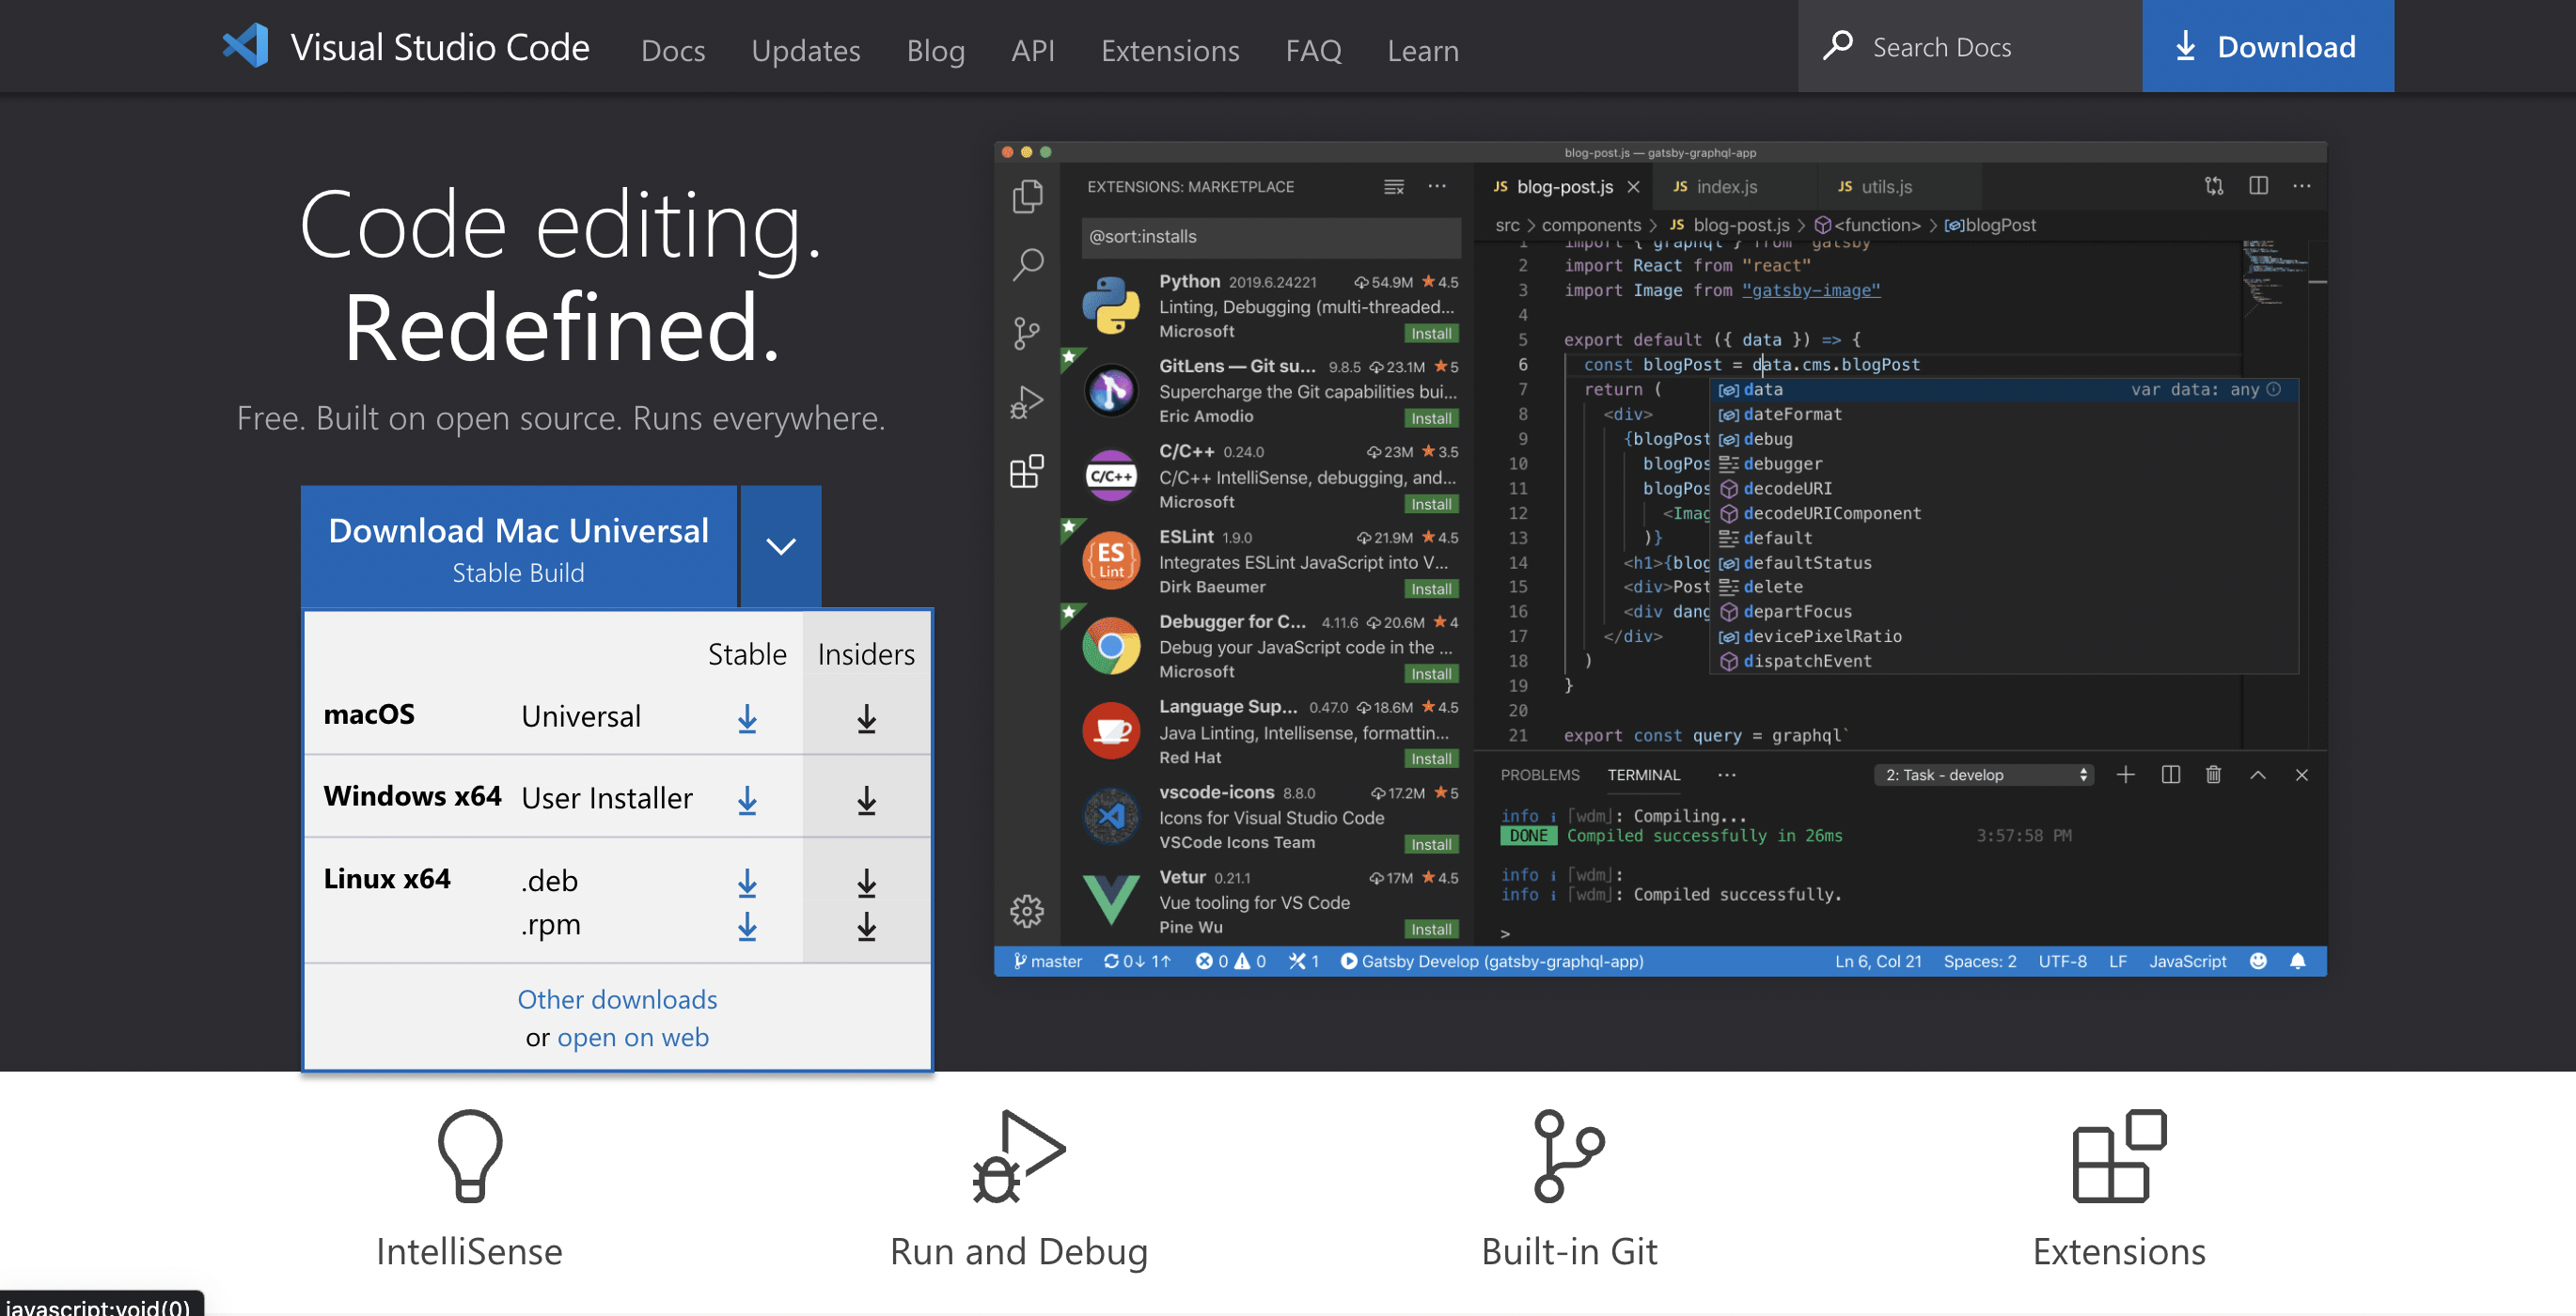 Visual Studio Code Docs Updates Blog API Extensions FAQ Learn Search Docs Download
Code editing.
Redefined.
Free. Built on open source. Runs everywhere.
Download Mac Universal
Stable Build
Stable Insiders
macOS Universal
Windows x64 User Installer
Linux x64 .deb
.rpm
Other downloads
or open on web
blog-post.js — gatsby-graphql-app
EXTENSIONS: MARKETPLACE
@sort:installs
Python 2019.6.24221 54.9M 4.5
Linting, Debugging (multi-threaded...
Microsoft Install
GitLens — Git su... 9.8.5 23.1M 5
Supercharge the Git capabilities bui...
Eric Amodio Install
C/C++
C/C++ 0.24.0 23M 3.5
C/C++ IntelliSense, debugging, and...
Microsoft Install
ES
Lint
ESLint 1.9.0 21.9M 4.5
Integrates ESLint JavaScript into V...
Dirk Baeumer Install
Debugger for C... 4.11.6 20.6M 4
Debug your JavaScript code in the ...
Microsoft Install
Language Sup... 0.47.0 18.6M 4.5
Java Linting, Intellisense, formattin...
Red Hat Install
vscode-icons 8.8.0 17.2M 5
Icons for Visual Studio Code
VSCode Icons Team Install
Vetur 0.21.1 17M 4.5
Vue tooling for VS Code
Pine Wu Install
JS blog-post.js JS index.js JS utils.js
src > components > JS blog-post.js > <function> > blogPost
1 import { graphql } from "gatsby"
2 import React from "react"
3 import Image from "gatsby-image"
4
5 export default ({ data }) => {
6 const blogPost = data.cms.blogPost
7 return (
8 <div>
9 {blogPost
10 blogPos
11 blogPos
12 <Imag
13 )}
14 <h1>{blog
15 <div>Post
16 <div dang
17 </div>
18 )
19 }
20
21 export const query = graphql`
data var data: any
dateFormat
debug
debugger
decodeURI
decodeURIComponent
default
defaultStatus
delete
departFocus
devicePixelRatio
dispatchEvent
PROBLEMS TERMINAL ... 2: Task - develop
info i ⌈wdm⌋: Compiling...
DONE Compiled successfully in 26ms 3:57:58 PM
info i ⌈wdm⌋:
info i ⌈wdm⌋: Compiled successfully.
>
master 0↓ 1↑ 0 0 1 Gatsby Develop (gatsby-graphql-app) Ln 6, Col 21 Spaces: 2 UTF-8 LF JavaScript
IntelliSense
Run and Debug
Built-in Git
Extensions
javascript:void(0)